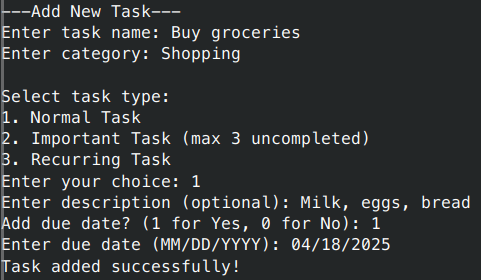 ---Add New Task---
Enter task name: Buy groceries
Enter category: Shopping
Select task type:
1. Normal Task
2. Important Task (max 3 uncompleted)
3. Recurring Task
Enter your choice: 1
Enter description (optional): Milk, eggs, bread
Add due date? (1 for Yes, 0 for No): 1
Enter due date (MM/DD/YYYY): 04/18/2025
Task added successfully!